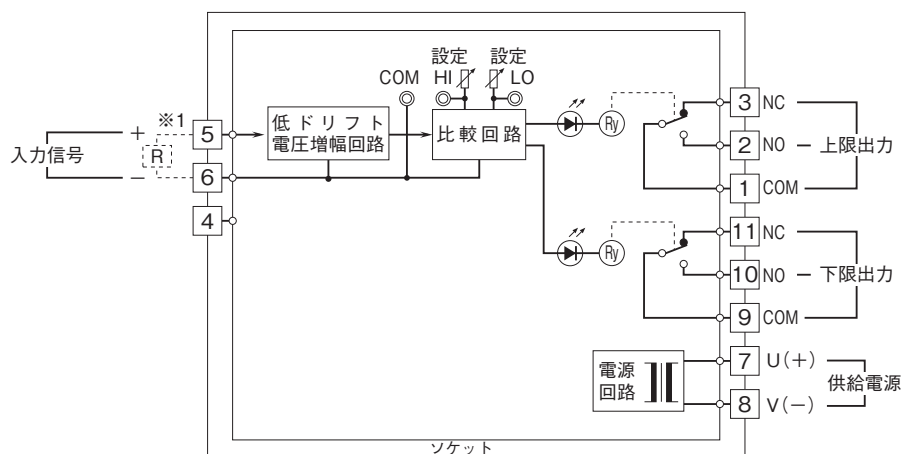 設定 設定
COM HI LO
※1
＋ 5 低ドリフト
電圧増幅回路
比較回路
Ry
3 NC
入力信号
R
2 NO 上限出力
－ 6
1 COM
4
Ry
11 NC
10 NO 下限出力
9 COM
電源
回路
7 U(＋)
供給電源
8 V(－)
ソケット